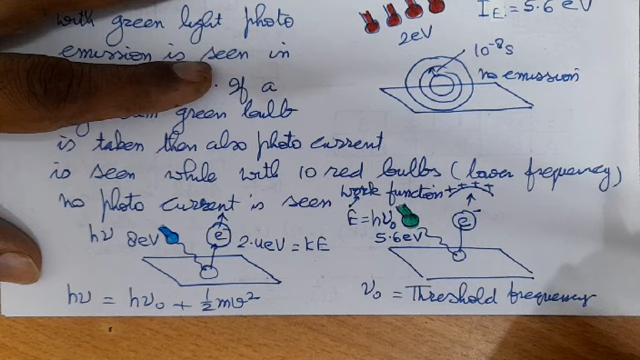 with green light photo
emission is seen in
. If a
green bulb
is taken then also photo current
is seen while with 10 red bulbs (lower frequency)
no photo current is seen
I E = 5.6 eV
2eV
10⁻⁸s
no emission
work function
E = hν₀
5.6eV
e⁻
ν₀ = Threshold frequency
hν 8eV
e
2.4eV = KE
hν = hν₀ + ½mv²